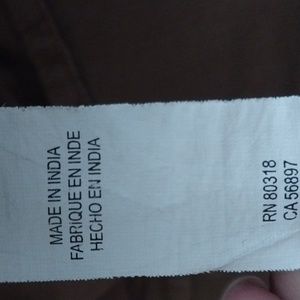 MADE IN INDIA
FABRIQUE EN INDE
HECHO EN INDIA
RN 80318
CA 56897